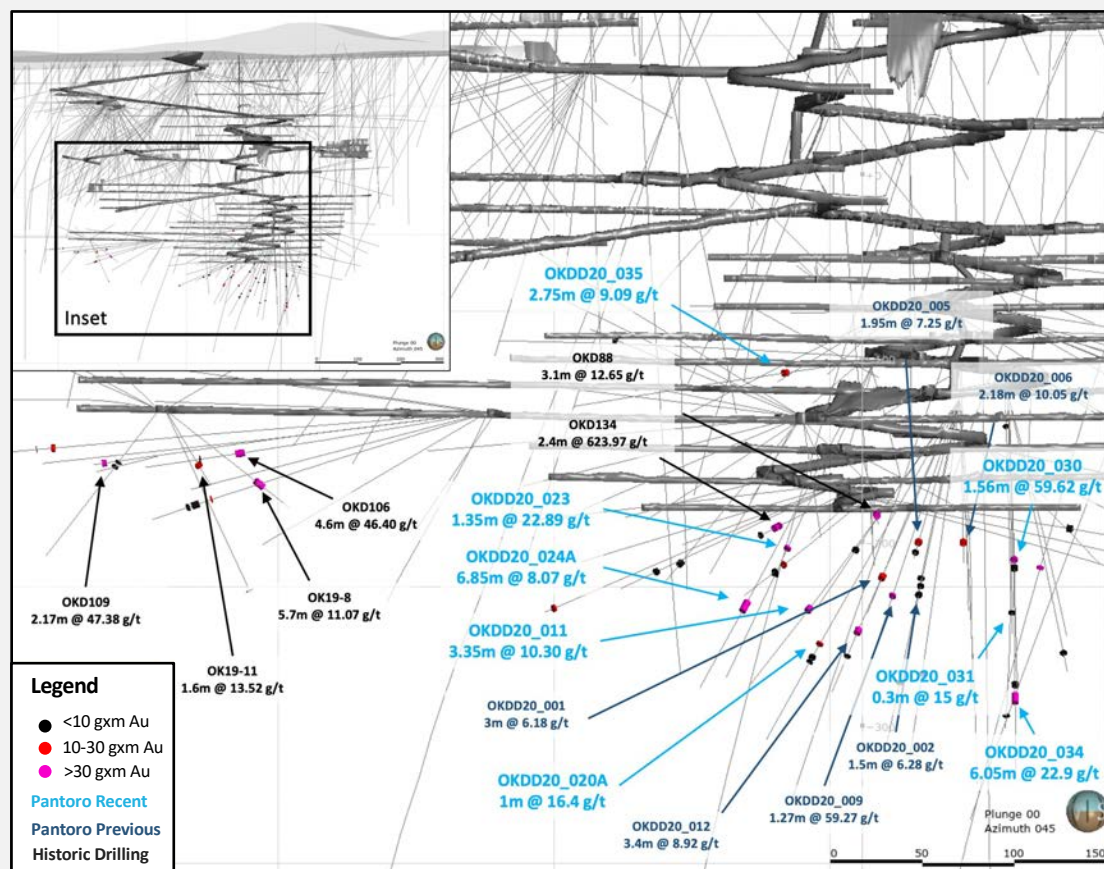 Inset
Plunge 00
Azimuth 045
OKDD20_035
2.75m @ 9.09 g/t
OKDD20_005
1.95m @ 7.25 g/t
OKD88
3.1m @ 12.65 g/t
OKDD20_006
2.18m @ 10.05 g/t
OKD134
2.4m @ 623.97 g/t
OKDD20_030
1.56m @ 59.62 g/t
OKDD20_023
1.35m @ 22.89 g/t
OKD106
4.6m @ 46.40 g/t
OKDD20_024A
6.85m @ 8.07 g/t
OK19-8
5.7m @ 11.07 g/t
OKD109
2.17m @ 47.38 g/t
OKDD20_011
3.35m @ 10.30 g/t
OK19-11
1.6m @ 13.52 g/t
OKDD20_031
0.3m @ 15 g/t
OKDD20_001
3m @ 6.18 g/t
OKDD20_002
1.5m @ 6.28 g/t
OKDD20_034
6.05m @ 22.9 g/t
OKDD20_020A
1m @ 16.4 g/t
OKDD20_009
1.27m @ 59.27 g/t
OKDD20_012
3.4m @ 8.92 g/t
-300
Legend
<10 gxm Au
10-30 gxm Au
>30 gxm Au
Pantoro Recent
Pantoro Previous
Historic Drilling
Plunge 00
Azimuth 045
0 50 100 150